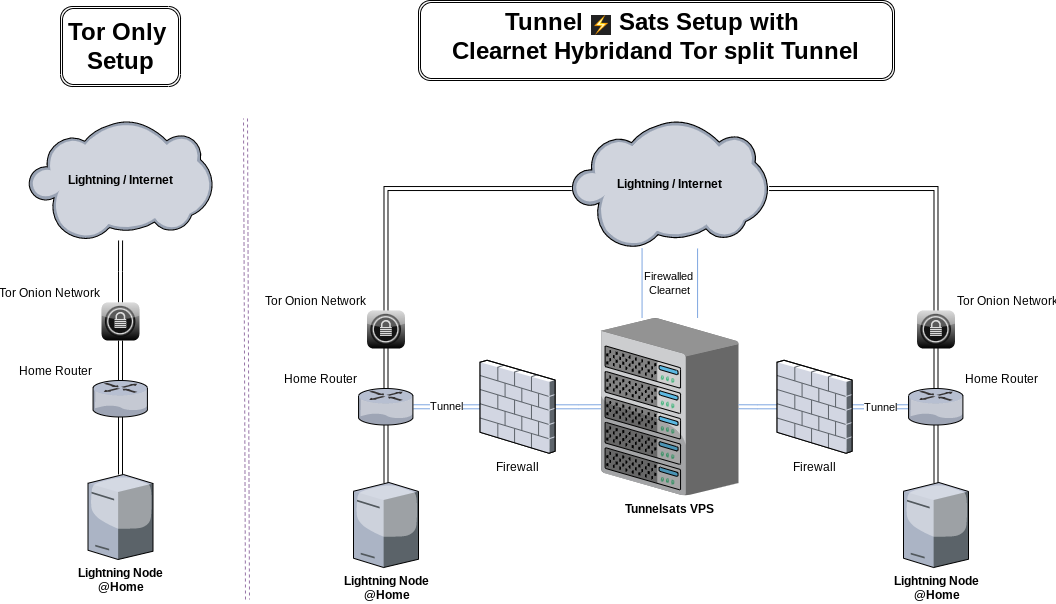 Tor Only
Setup
Tunnel ⚡ Sats Setup with
Clearnet Hybridand Tor split Tunnel
Lightning / Internet
Tor Onion Network
Home Router
Lightning Node
@Home
Lightning / Internet
Firewalled
Clearnet
Tor Onion Network
Home Router
Tunnel
Firewall
Lightning Node
@Home
Tunnelsats VPS
Firewall
Tunnel
Tor Onion Network
Home Router
Lightning Node
@Home